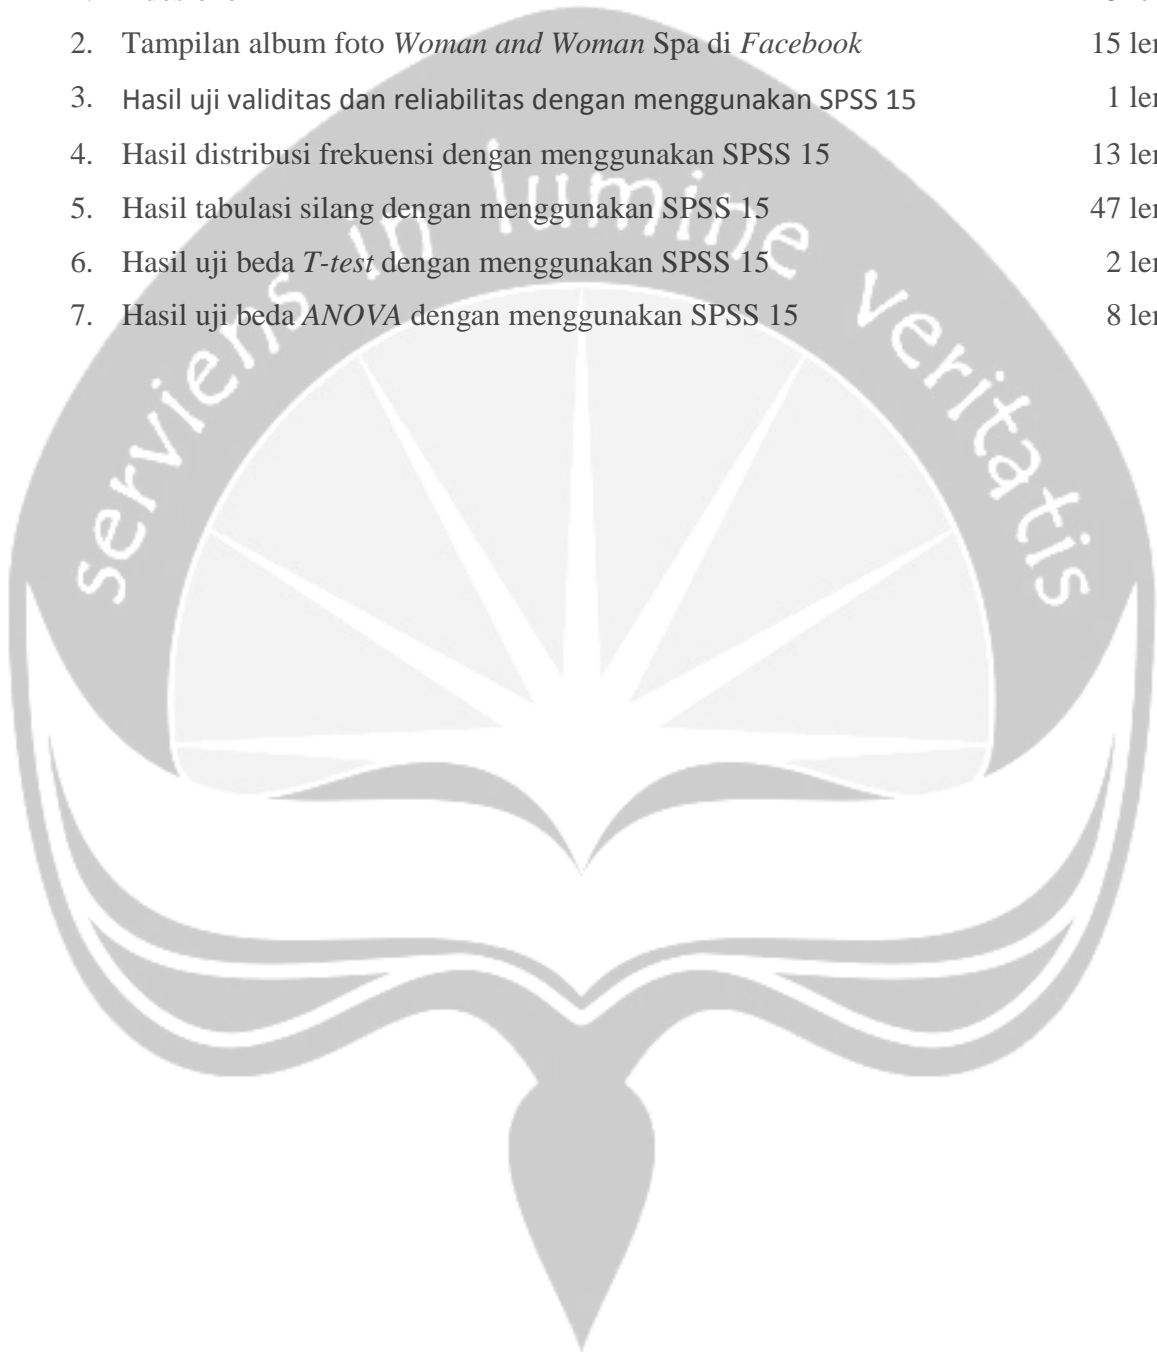 2. Tampilan album foto Woman and Woman Spa di Facebook 15
3. Hasil uji validitas dan reliabilitas dengan menggunakan SPSS 15 1
4. Hasil distribusi frekuensi dengan menggunakan SPSS 15 13
5. Hasil tabulasi silang dengan menggunakan SPSS 15 47
6. Hasil uji beda T-test dengan menggunakan SPSS 15 2
7. Hasil uji beda ANOVA dengan menggunakan SPSS 15 8
serviens in lumine veritatis